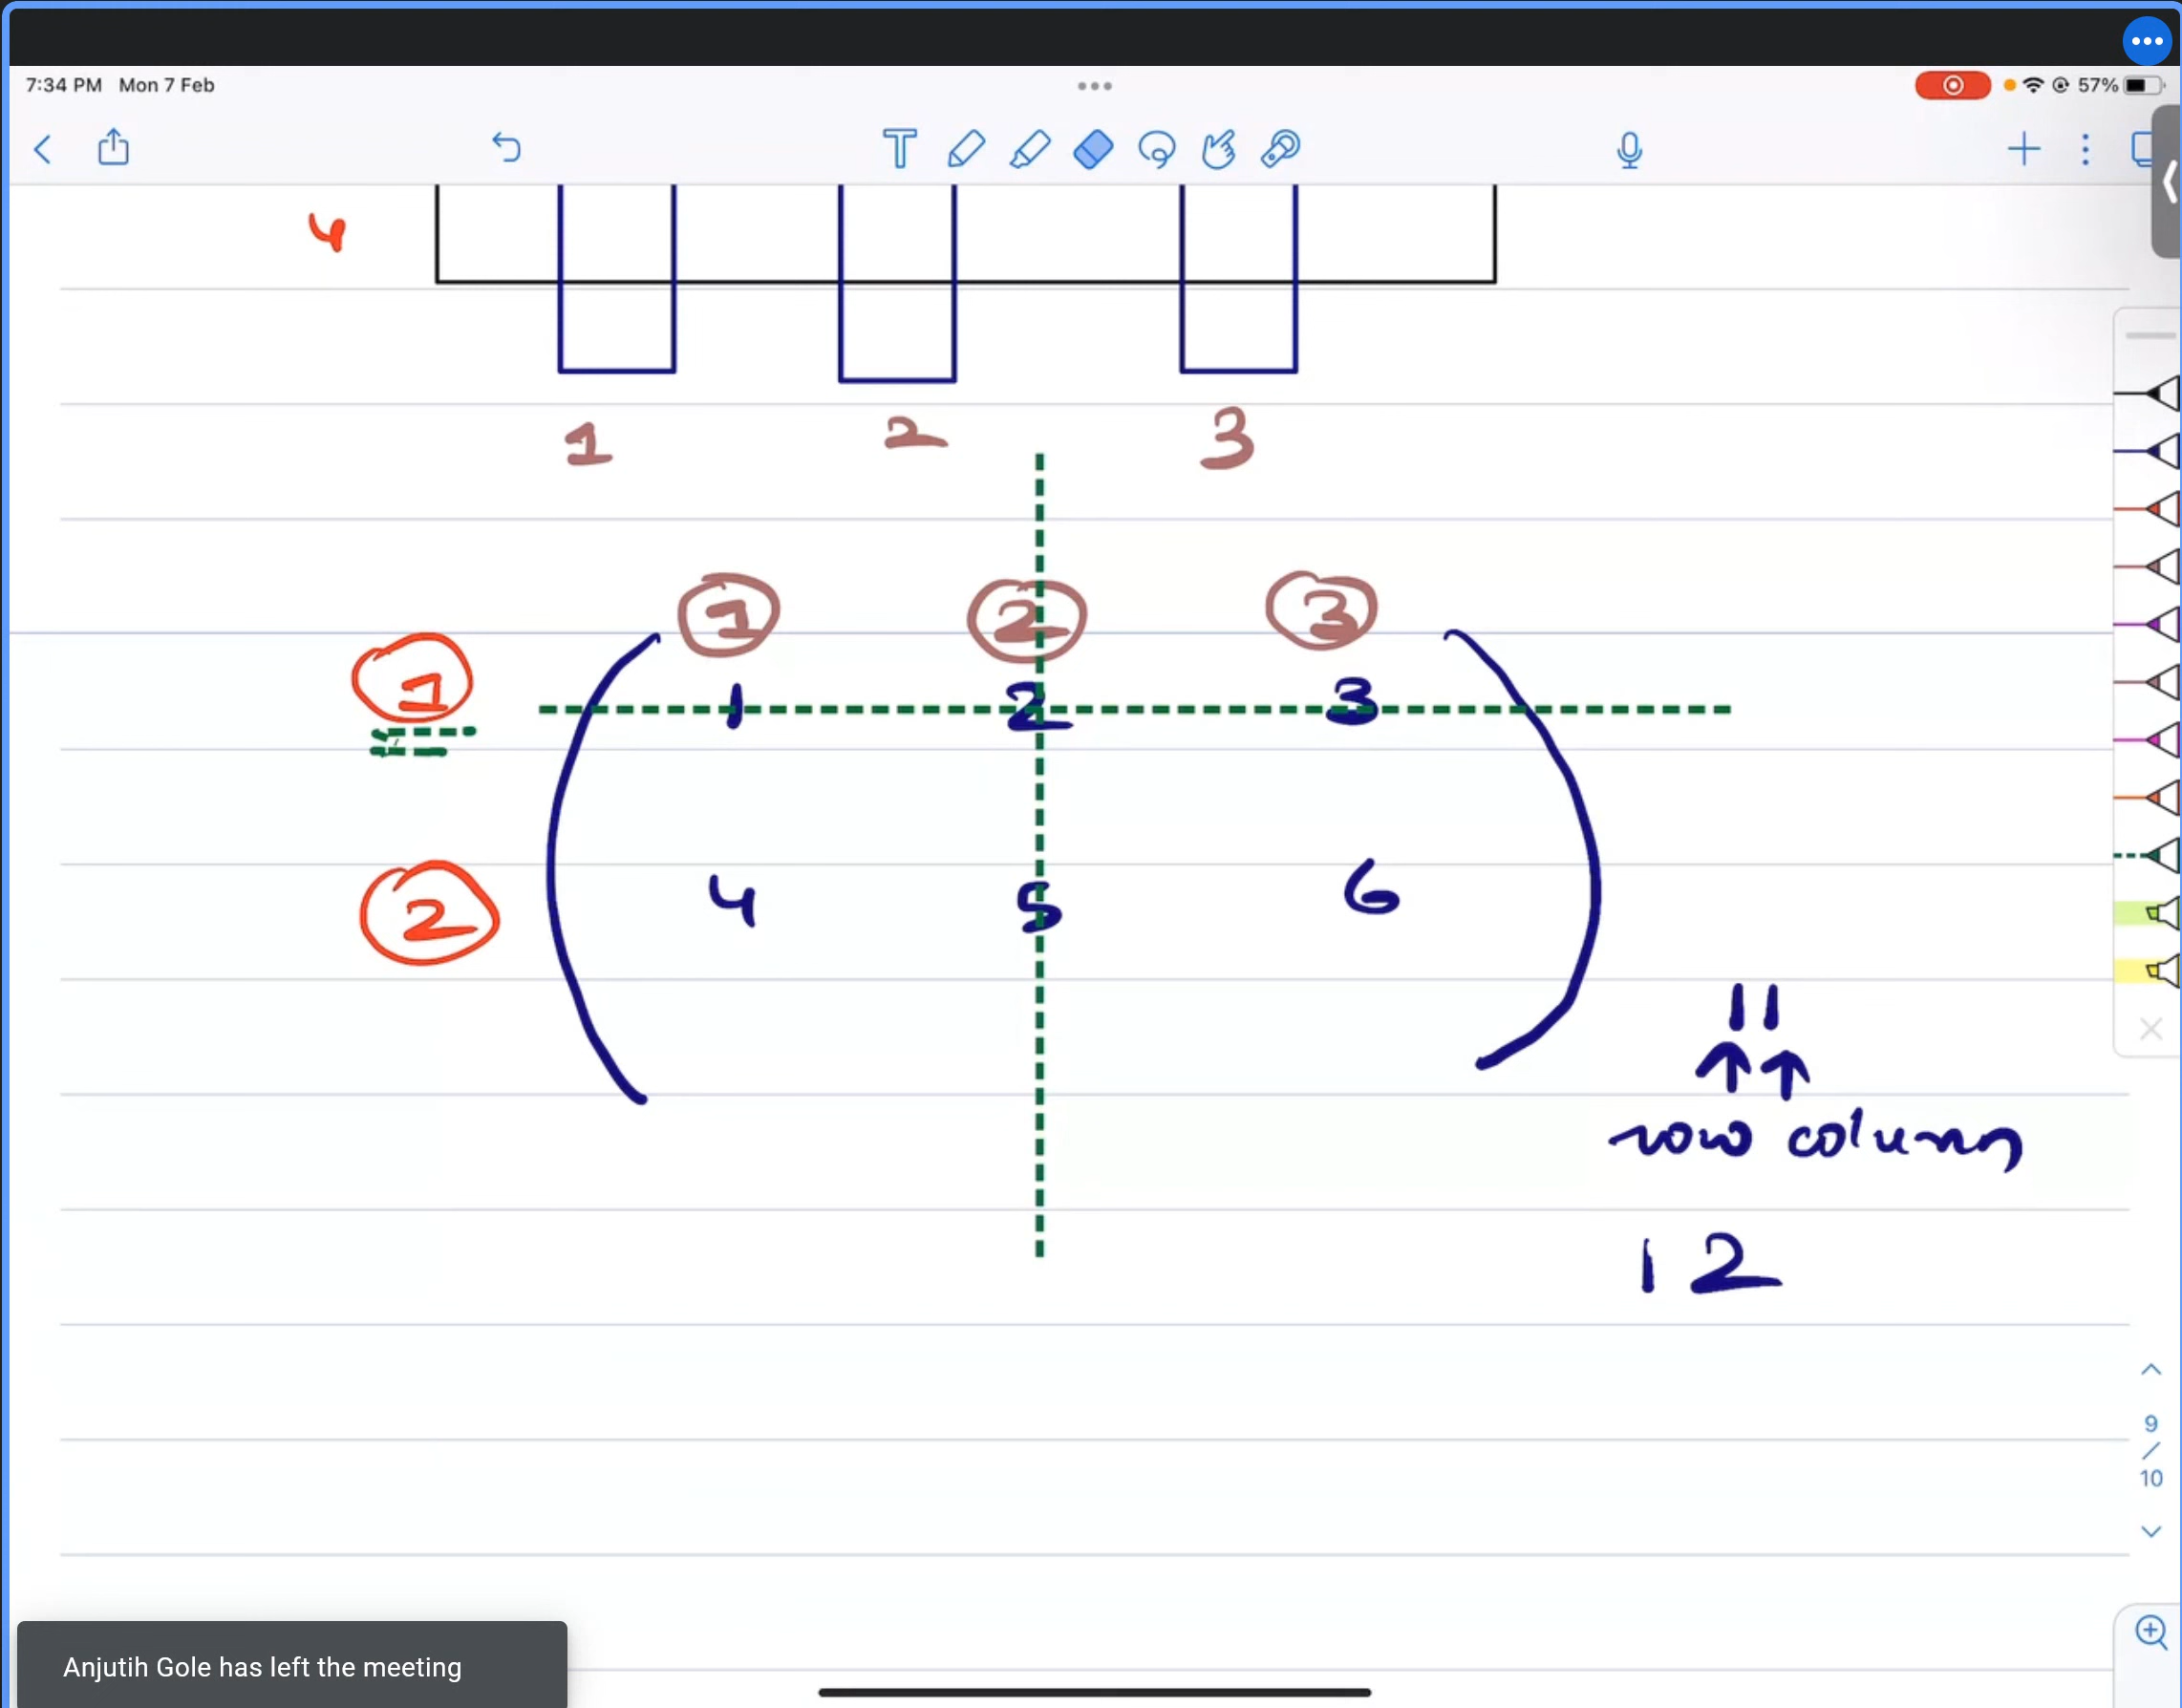 7:34 PM Mon 7 Feb
57%
T
4
1 2 3
1 2 3
1 1 2 3
2 4 5 6
11
row column
12
9
/
10
Anjutih Gole has left the meeting